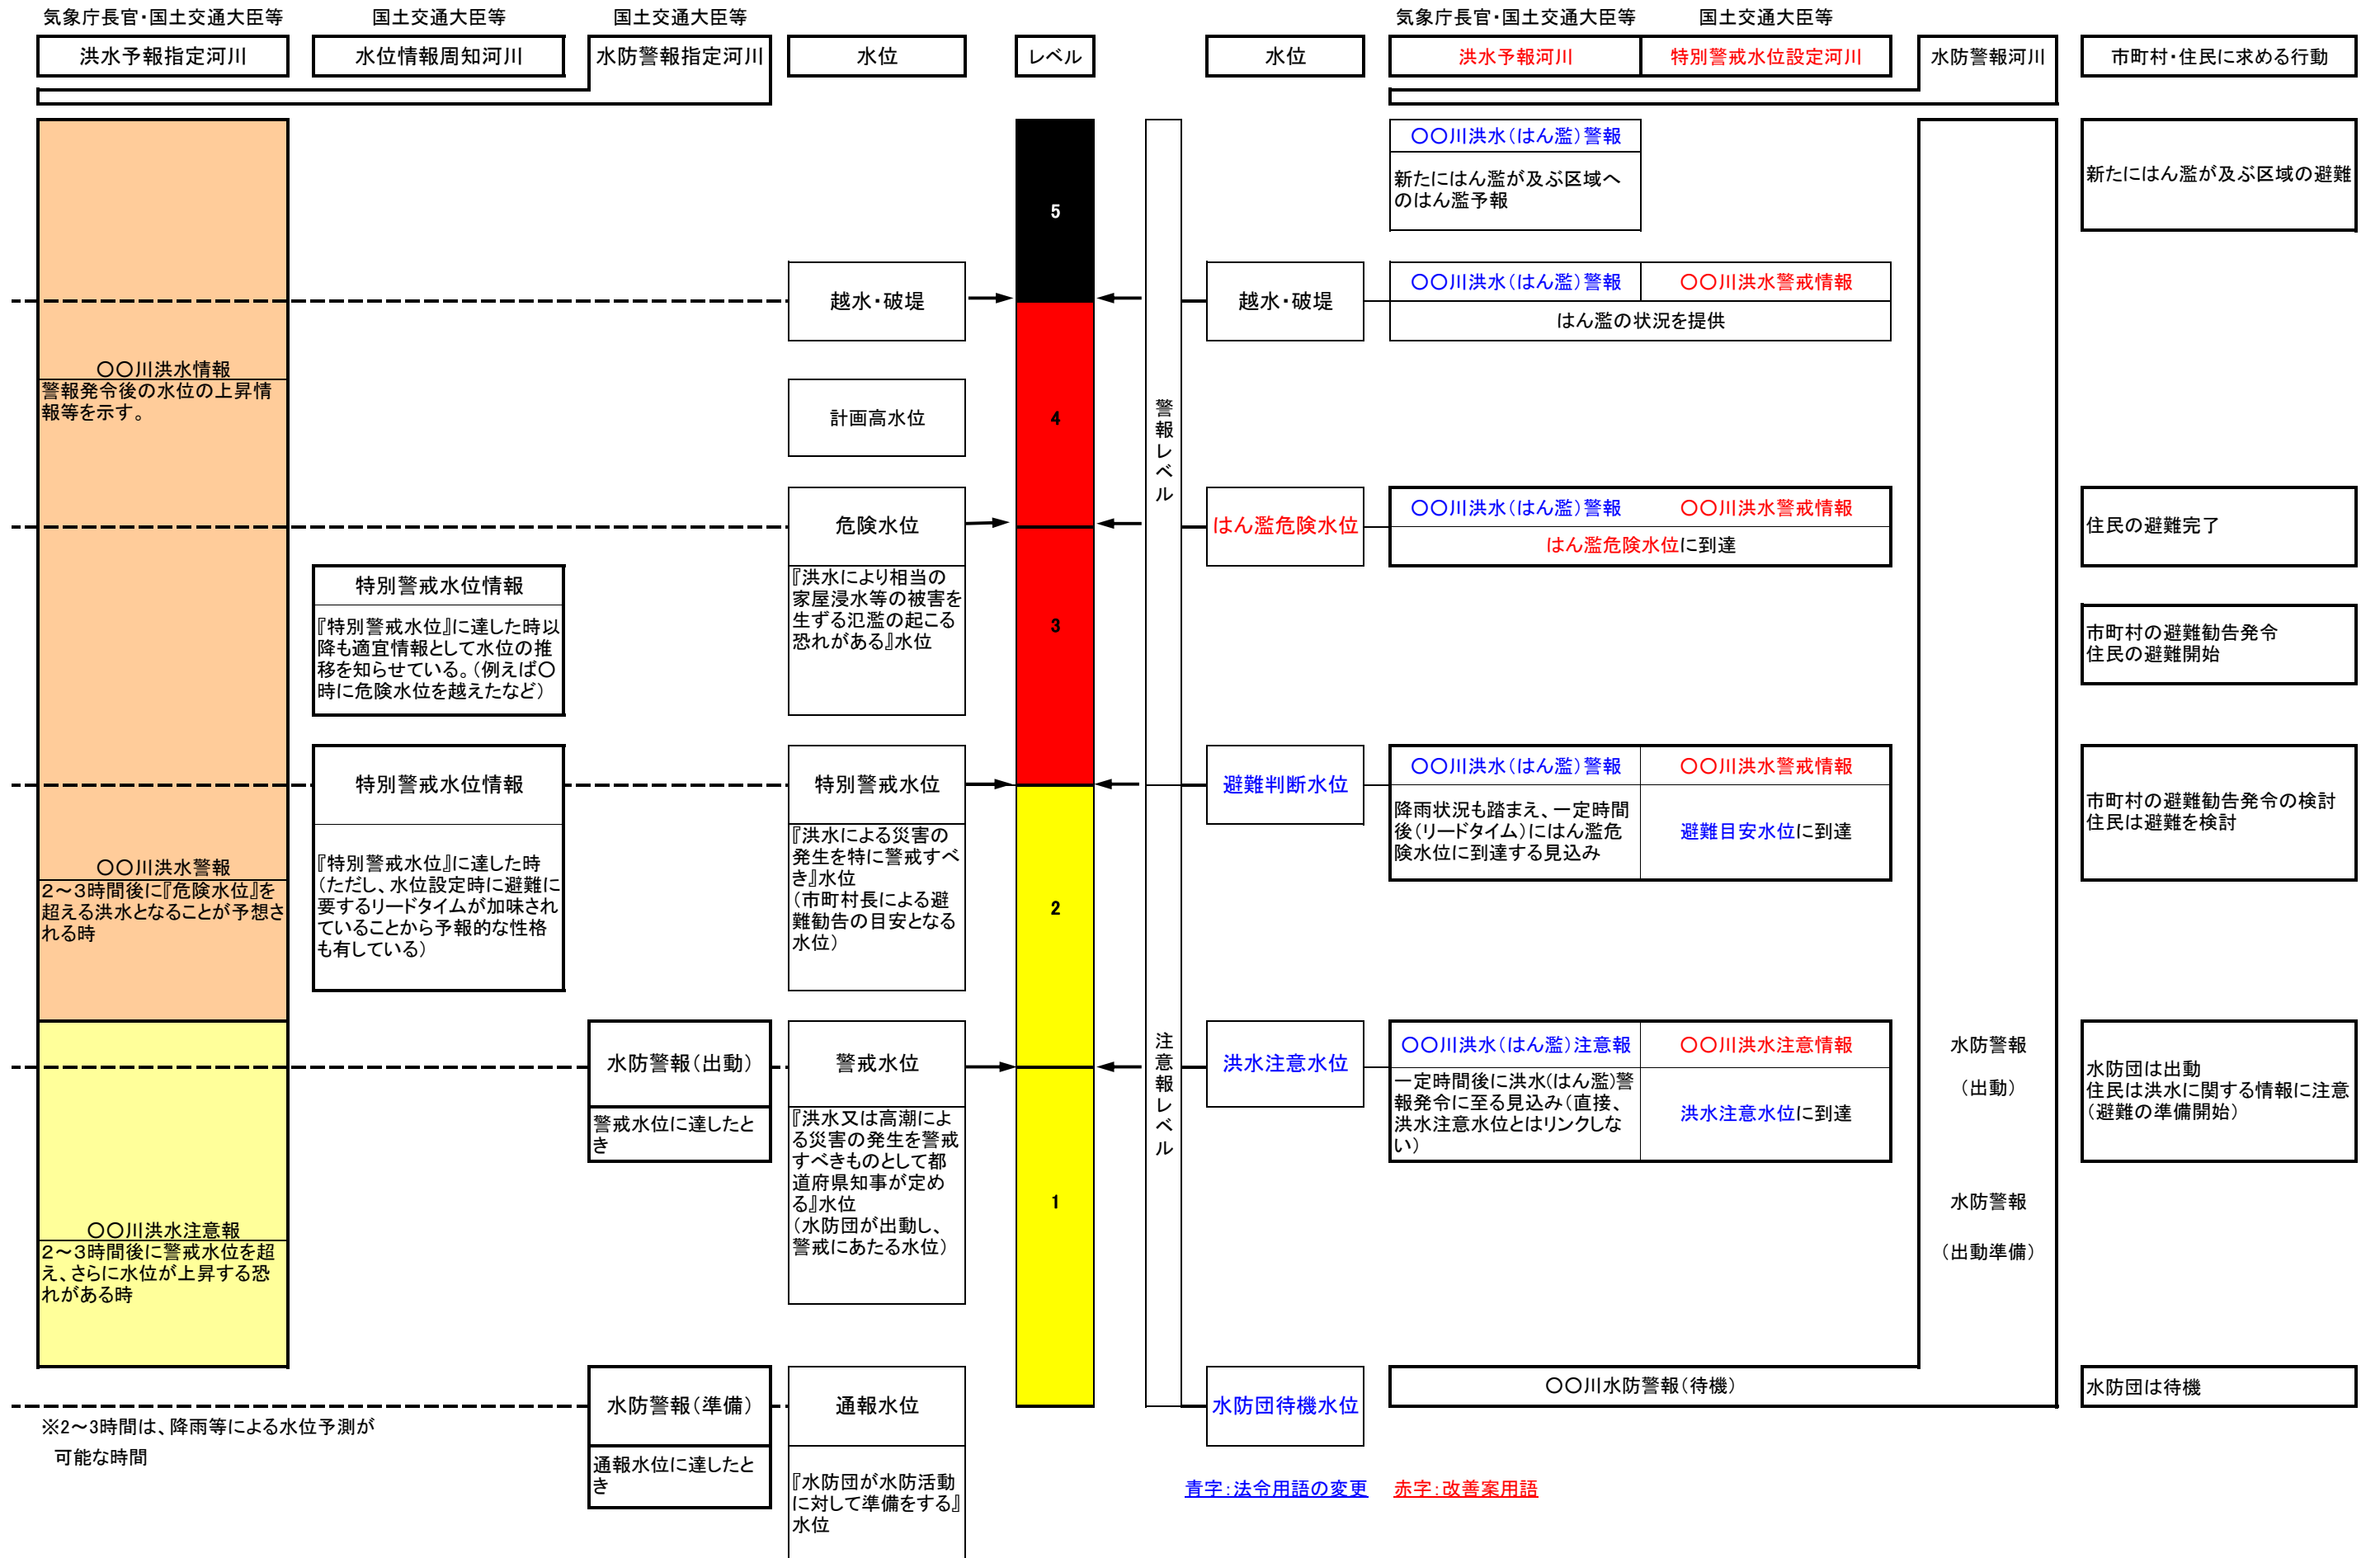 気象庁長官・国土交通大臣等
国土交通大臣等
国土交通大臣等
気象庁長官・国土交通大臣等
国土交通大臣等
洪水予報指定河川
水位情報周知河川
水防警報指定河川
水位
レベル
水位
洪水予報河川
特別警戒水位設定河川
水防警報河川
市町村・住民に求める行動
〇〇川洪水情報
警報発令後の水位の上昇情
報等を示す。
〇〇川洪水警報
２～３時間後に『危険水位』を
超える洪水となることが予想さ
れる時
〇〇川洪水注意報
２～３時間後に警戒水位を超
え、さらに水位が上昇する恐
れがある時
※2～3時間は、降雨等による水位予測が
可能な時間
特別警戒水位情報
『特別警戒水位』に達した時以
降も適宜情報として水位の推
移を知らせている。（例えば〇
時に危険水位を越えたなど）
特別警戒水位情報
『特別警戒水位』に達した時
（ただし、水位設定時に避難に
要するリードタイムが加味され
ていることから予報的な性格
も有している）
水防警報（出動）
警戒水位に達したと
き
水防警報（準備）
通報水位に達したと
き
越水・破堤
計画高水位
危険水位
『洪水により相当の
家屋浸水等の被害を
生ずる氾濫の起こる
恐れがある』水位
特別警戒水位
『洪水による災害の
発生を特に警戒すべ
き』水位
（市町村長による避
難勧告の目安となる
水位）
警戒水位
『洪水又は高潮によ
る災害の発生を警戒
すべきものとして都
道府県知事が定め
る』水位
（水防団が出動し、
警戒にあたる水位）
通報水位
『水防団が水防活動
に対して準備をする』
水位
5
4
3
2
1
警報レベル
注意報レベル
越水・破堤
はん濫危険水位
避難判断水位
洪水注意水位
水防団待機水位
〇〇川洪水（はん濫）警報
新たにはん濫が及ぶ区域へ
のはん濫予報
〇〇川洪水（はん濫）警報
〇〇川洪水警戒情報
はん濫の状況を提供
〇〇川洪水（はん濫）警報
〇〇川洪水警戒情報
はん濫危険水位に到達
〇〇川洪水（はん濫）警報
〇〇川洪水警戒情報
降雨状況も踏まえ、一定時間
後（リードタイム）にはん濫危
険水位に到達する見込み
避難目安水位に到達
〇〇川洪水（はん濫）注意報
〇〇川洪水注意情報
一定時間後に洪水(はん濫)警
報発令に至る見込み（直接、
洪水注意水位とはリンクしな
い）
洪水注意水位に到達
〇〇川水防警報（待機）
水防警報
（出動）
水防警報
（出動準備）
新たにはん濫が及ぶ区域の避難
住民の避難完了
市町村の避難勧告発令
住民の避難開始
市町村の避難勧告発令の検討
住民は避難を検討
水防団は出動
住民は洪水に関する情報に注意
（避難の準備開始）
水防団は待機
青字：法令用語の変更
赤字：改善案用語